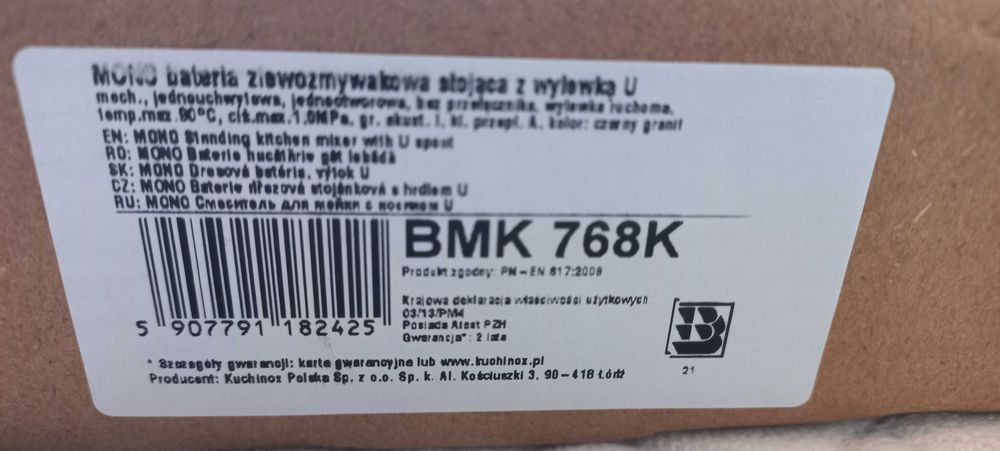 MONO bateria zlewozmywakowa stojąca z wylewką U
mech., jednouchwytowa, jednootworowa, bez przełącznika, wylewka ruchoma,
temp.max.90°C, ciś.max.1.0MPa, gr. akust. I, kl. przepł. A, kolor: czarny granit
EN: MONO Standing kitchen mixer with U spout
RO: MONO Baterie bucătărie gât lebădă
SK: MONO Drezová batéria, výtok U
CZ: MONO Baterie dřezová stojánková s hrdlem U
RU: MONO Смеситель для мойки с носиком U
BMK 768K
Produkt zgodny: PN-EN 817:2008
Krajowa deklaracja właściwości użytkowych
03/13/PM4
Posiada Atest PZH
Gwarancja*: 2 lata
5 907791 182425
B
21
* Szczegóły gwarancji: karta gwarancyjna lub www.kuchinox.pl
Producent: Kuchinox Polska Sp. z o.o. Sp. k. Al. Kościuszki 3, 90-418 Łódź